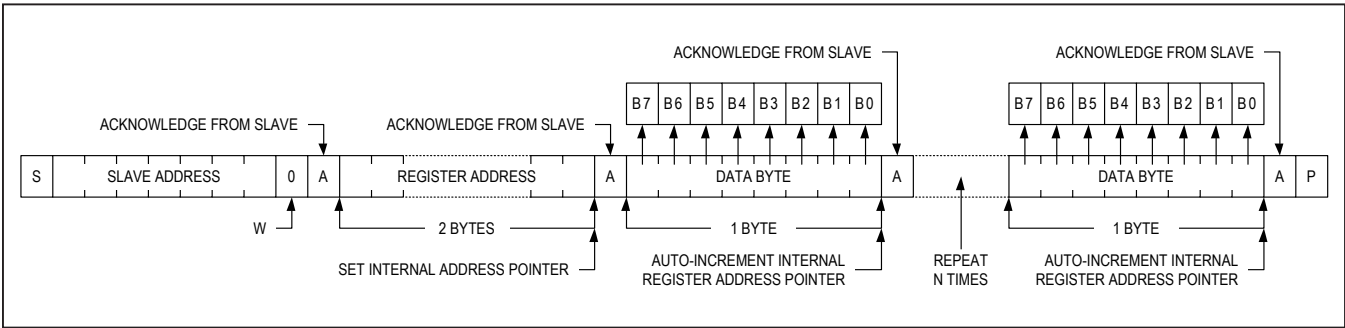 ACKNOWLEDGE FROM SLAVE
ACKNOWLEDGE FROM SLAVE
B7 B6 B5 B4 B3 B2 B1 B0
B7 B6 B5 B4 B3 B2 B1 B0
ACKNOWLEDGE FROM SLAVE
ACKNOWLEDGE FROM SLAVE
S SLAVE ADDRESS 0 A REGISTER ADDRESS A DATA BYTE A DATA BYTE A P
W
2 BYTES
1 BYTE
1 BYTE
SET INTERNAL ADDRESS POINTER
AUTO-INCREMENT INTERNAL
REGISTER ADDRESS POINTER
REPEAT
N TIMES
AUTO-INCREMENT INTERNAL
REGISTER ADDRESS POINTER